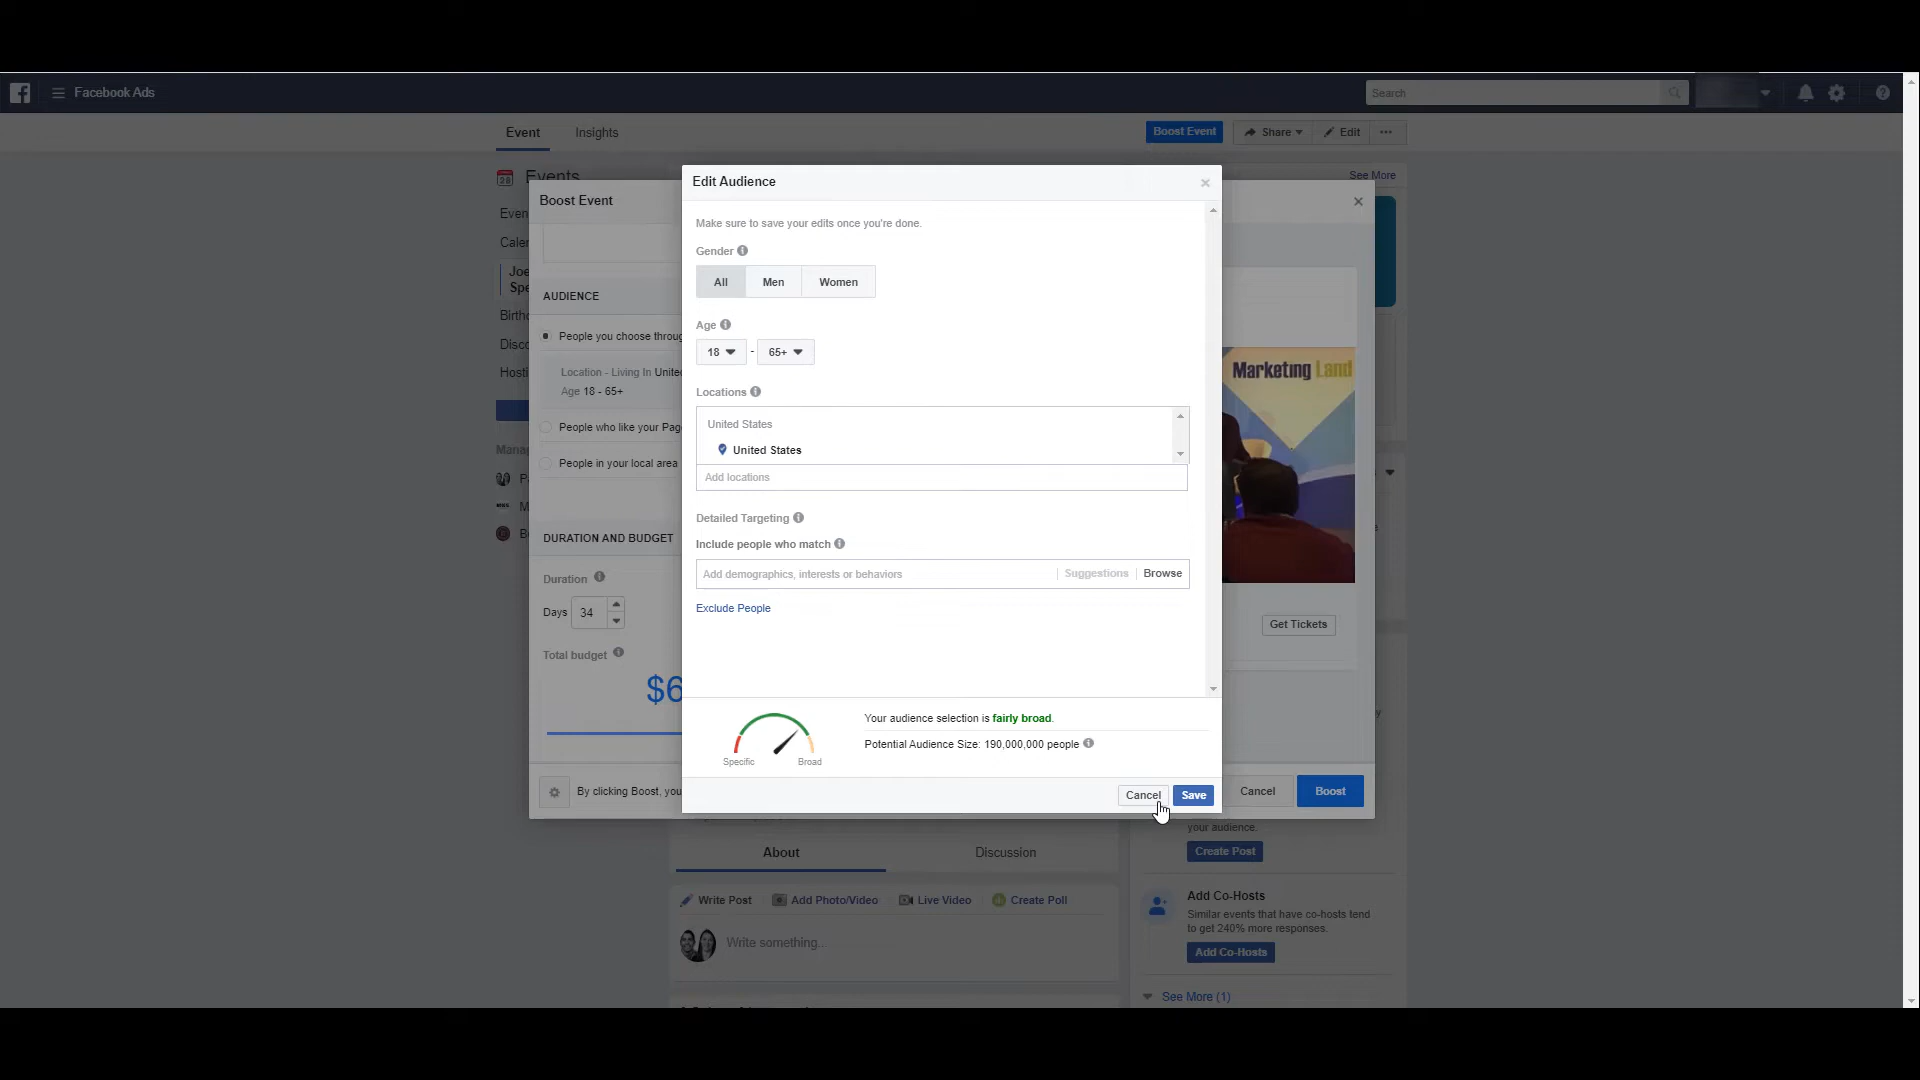 Facebook Ads
Search
Event
Insights
Boost Event
Share
Edit
Events
See More
Boost Event
AUDIENCE
People you choose throug
Location - Living In Unite
Age 18 - 65+
People who like your Pag
People in your local area
DURATION AND BUDGET
Duration
Days 34
Total budget
$6
By clicking Boost, you
Edit Audience
Make sure to save your edits once you're done.
Gender
All Men Women
Age
18 - 65+
Locations
United States
United States
Add locations
Detailed Targeting
Include people who match
Add demographics, interests or behaviors
Suggestions Browse
Exclude People
Your audience selection is fairly broad.
Potential Audience Size: 190,000,000 people
Specific Broad
Cancel Save
Marketing Land
Get Tickets
Cancel Boost
your audience.
Create Post
About Discussion
Write Post Add Photo/Video Live Video Create Poll
Write something..
Add Co-Hosts
Similar events that have co-hosts tend
to get 240% more responses.
Add Co-Hosts
See More (1)